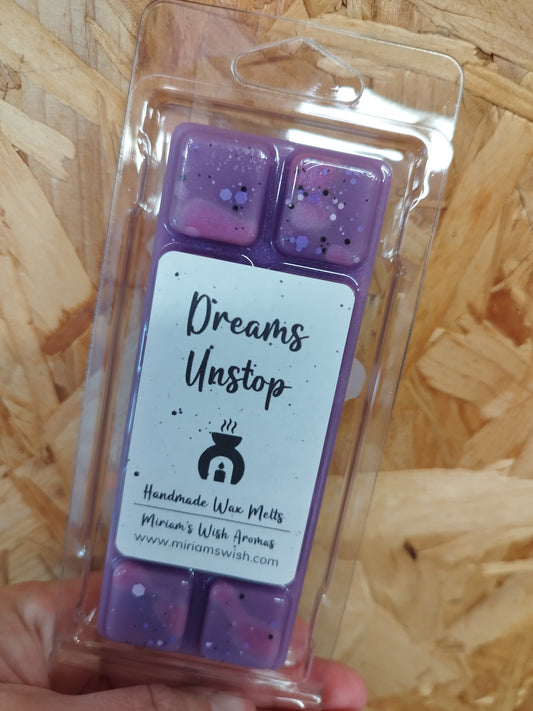 Dreams
Unstop
Handmade Wax Melts
Miriam's Wish Aromas
www.miriamswish.com